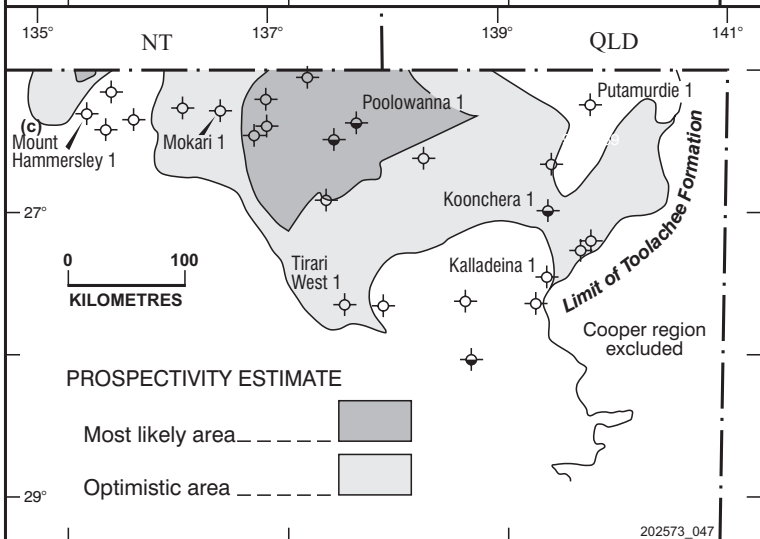 135°
137°
139°
141°
NT
QLD
Poolowanna 1
Putamurdie 1
(c)
Mount
Hammersley 1
Mokari 1
Koonchera 1
27°
Limit of Toolachee Formation
Tirari
West 1
Kalladeina 1
0 100
KILOMETRES
Cooper region
excluded
PROSPECTIVITY ESTIMATE
Most likely area
Optimistic area
29°
202573_047